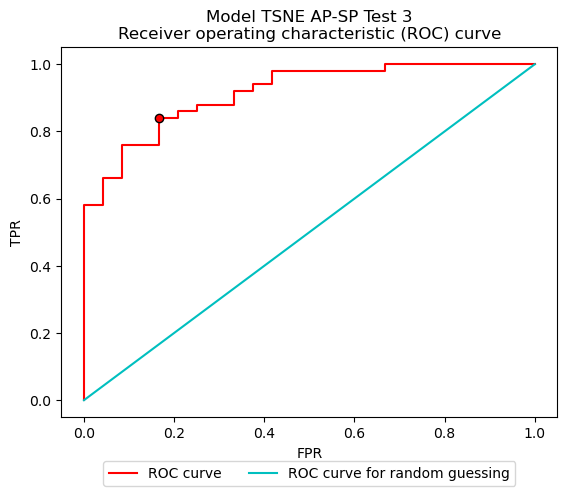 Model TSNE AP-SP Test 3
Receiver operating characteristic (ROC) curve
1.0
0.8
0.6
0.4
0.2
0.0
TPR
0.0 0.2 0.4 0.6 0.8 1.0
FPR
ROC curve ROC curve for random guessing